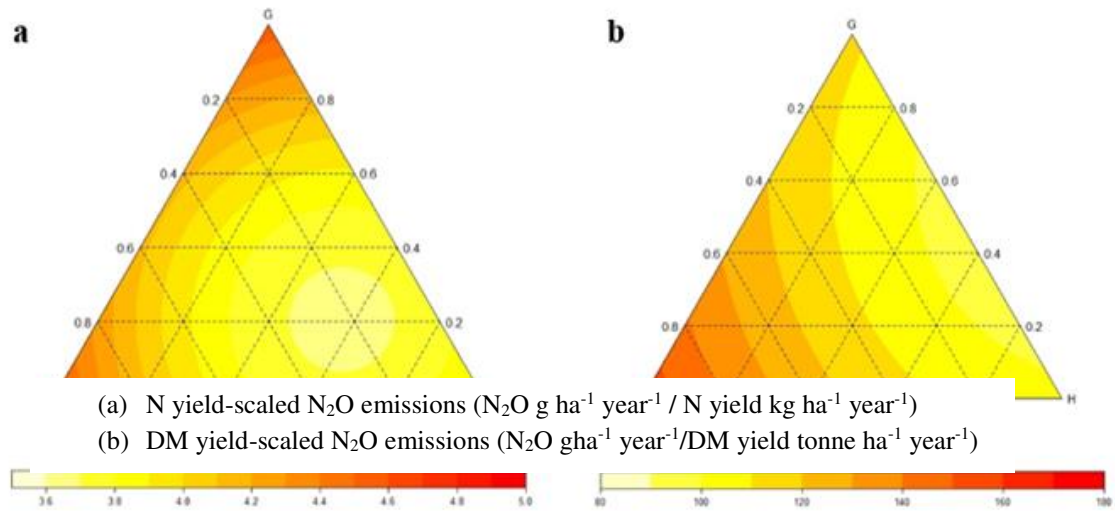 a
b
G
G
0.2
0.8
0.2
0.8
0.4
0.6
0.4
0.6
0.6
0.4
0.6
0.4
0.8
0.2
0.8
0.2
H
(a) N yield-scaled N₂O emissions (N₂O g ha⁻¹ year⁻¹ / N yield kg ha⁻¹ year⁻¹)
(b) DM yield-scaled N₂O emissions (N₂O gha⁻¹ year⁻¹/DM yield tonne ha⁻¹ year⁻¹)
3.6 3.8 4.0 4.2 4.4 4.6 4.8 5.0
80 100 120 140 160 180